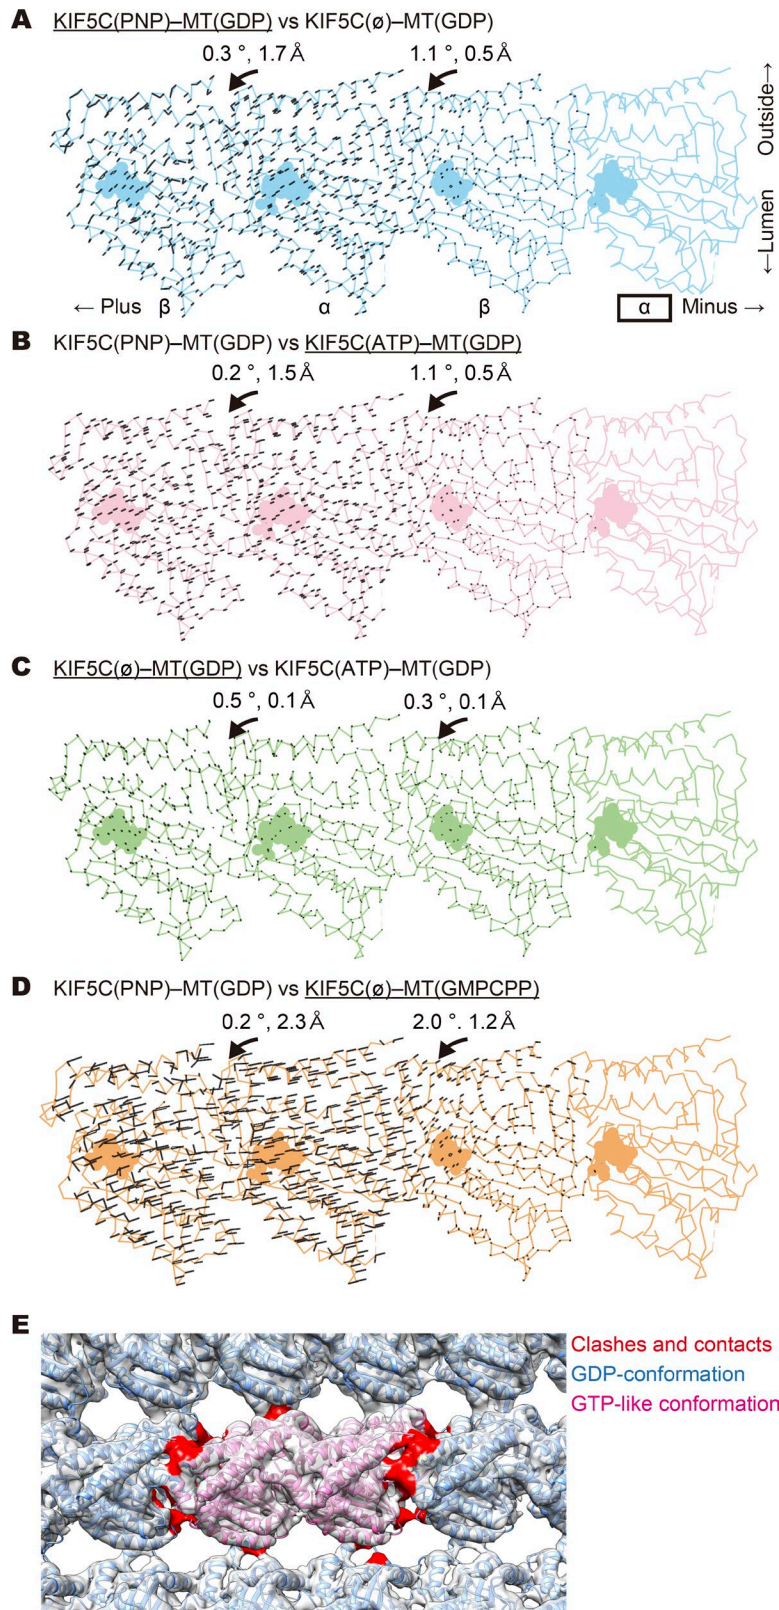 A KIF5C(PNP)–MT(GDP) vs KIF5C(ø)–MT(GDP)
0.3 °, 1.7 Å 1.1 °, 0.5 Å
Outside→
←Lumen
← Plus β α β α Minus →
B KIF5C(PNP)–MT(GDP) vs KIF5C(ATP)–MT(GDP)
0.2 °, 1.5 Å 1.1 °, 0.5 Å
C KIF5C(ø)–MT(GDP) vs KIF5C(ATP)–MT(GDP)
0.5 °, 0.1 Å 0.3 °, 0.1 Å
D KIF5C(PNP)–MT(GDP) vs KIF5C(ø)–MT(GMPCPP)
0.2 °, 2.3 Å 2.0 °. 1.2 Å
E
Clashes and contacts
GDP-conformation
GTP-like conformation